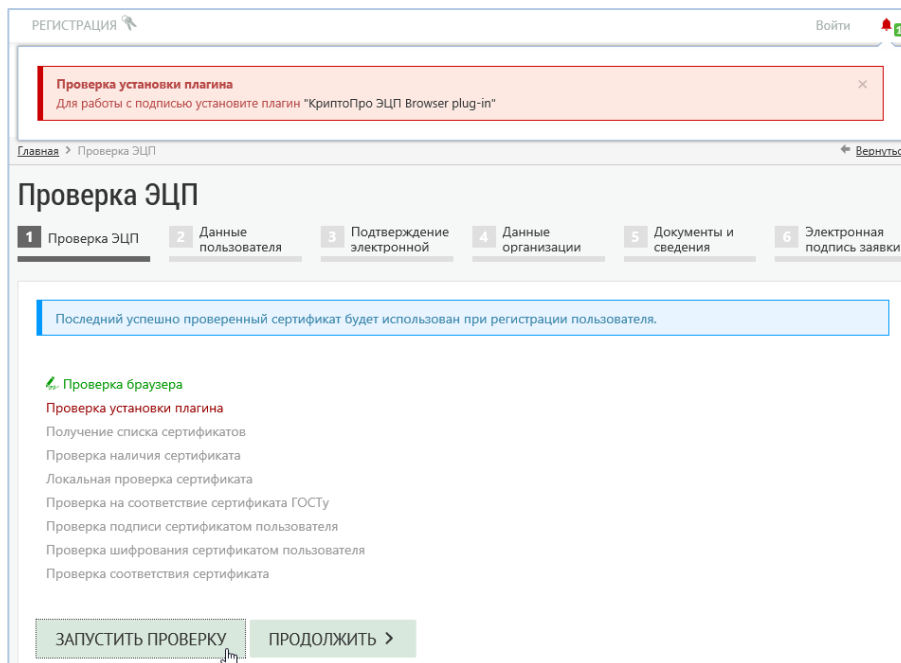 РЕГИСТРАЦИЯ Войти 1
Проверка установки плагина ×
Для работы с подписью установите плагин "КриптоПро ЭЦП Browser plug-in"
Главная > Проверка ЭЦП
Проверка ЭЦП
1 Проверка ЭЦП
2 Данные
пользователя
3 Подтверждение
электронной
4 Данные
организации
5 Документы и
сведения
6 Электронная
подпись заявки
Последний успешно проверенный сертификат будет использован при регистрации пользователя.
Проверка браузера
Проверка установки плагина
Получение списка сертификатов
Проверка наличия сертификата
Локальная проверка сертификата
Проверка на соответствие сертификата ГОСТу
Проверка подписи сертификатом пользователя
Проверка шифрования сертификатом пользователя
Проверка соответствия сертификата
ЗАПУСТИТЬ ПРОВЕРКУ ПРОДОЛЖИТЬ >